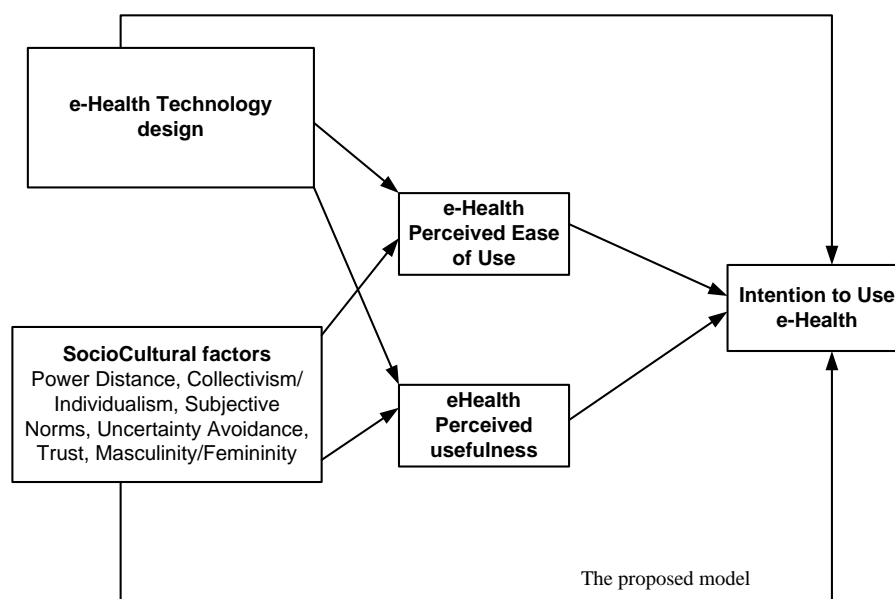 e-Health Technology
design
e-Health
Perceived Ease
of Use
Intention to Use
e-Health
SocioCultural factors
Power Distance, Collectivism/
Individualism, Subjective
Norms, Uncertainty Avoidance,
Trust, Masculinity/Femininity
eHealth
Perceived
usefulness
The proposed model